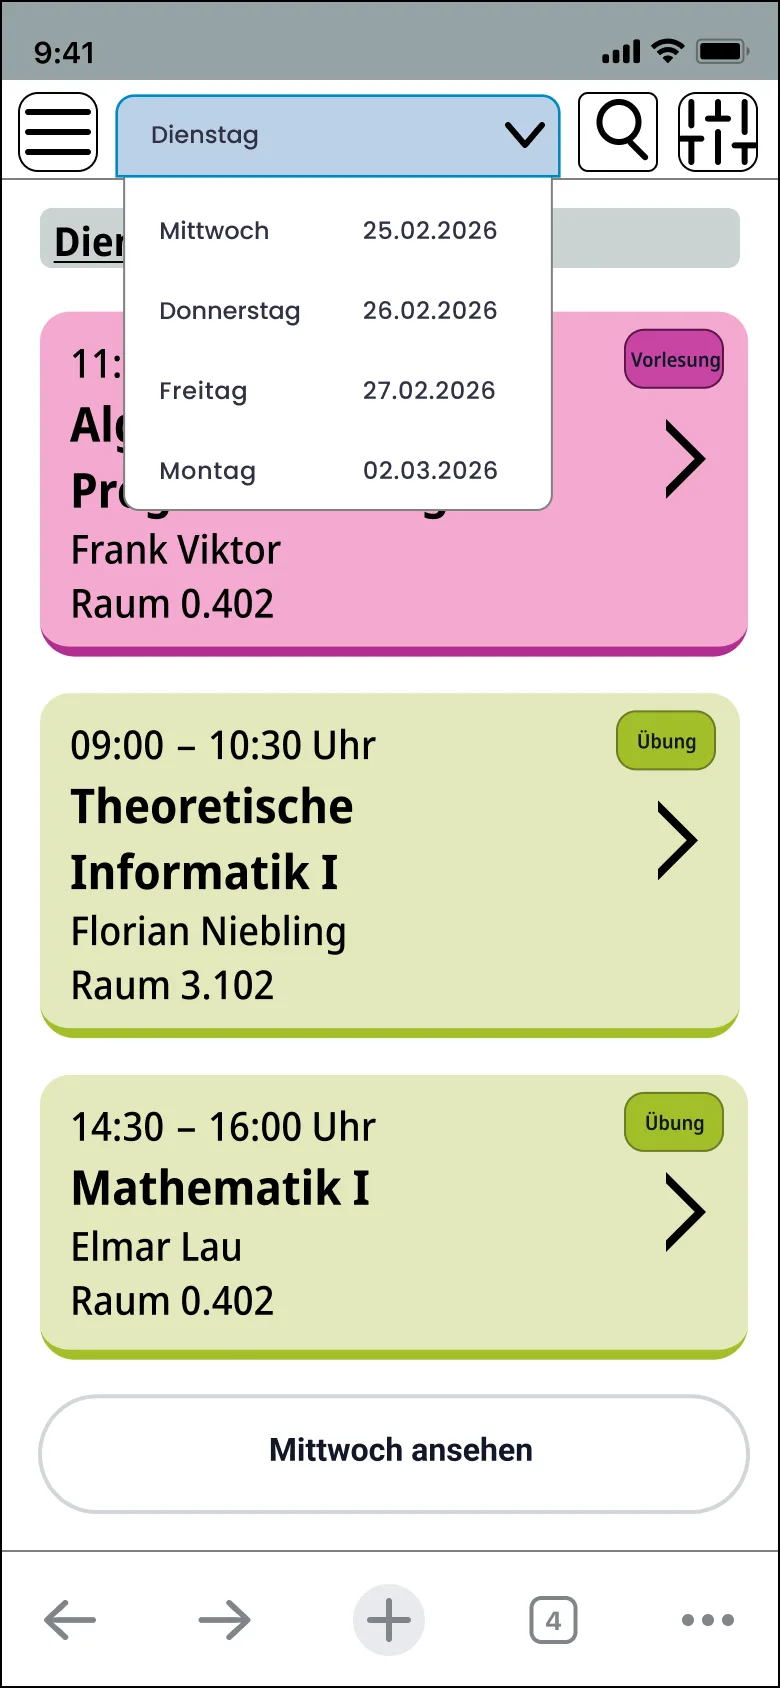 9:41
Dienstag
Mittwoch 25.02.2026
Donnerstag 26.02.2026
Freitag 27.02.2026
Montag 02.03.2026
Vorlesung
Frank Viktor
Raum 0.402
09:00 – 10:30 Uhr
Übung
Theoretische
Informatik I
Florian Niebling
Raum 3.102
14:30 – 16:00 Uhr
Übung
Mathematik I
Elmar Lau
Raum 0.402
Mittwoch ansehen
4